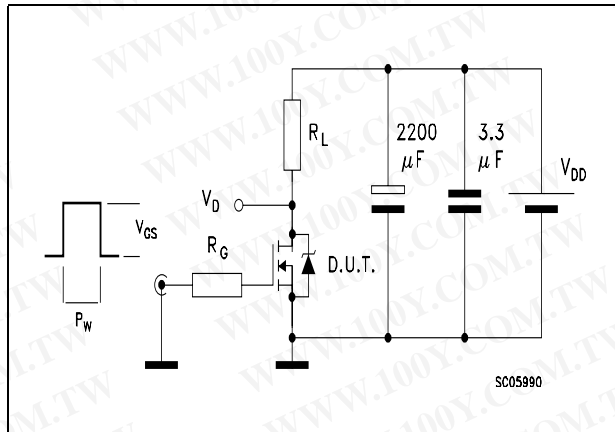 R_L
2200
μF
3.3
μF
V_DD
V_D
V_GS
R_G
D.U.T.
P_W
SC05990
WWW.100Y.COM.TW